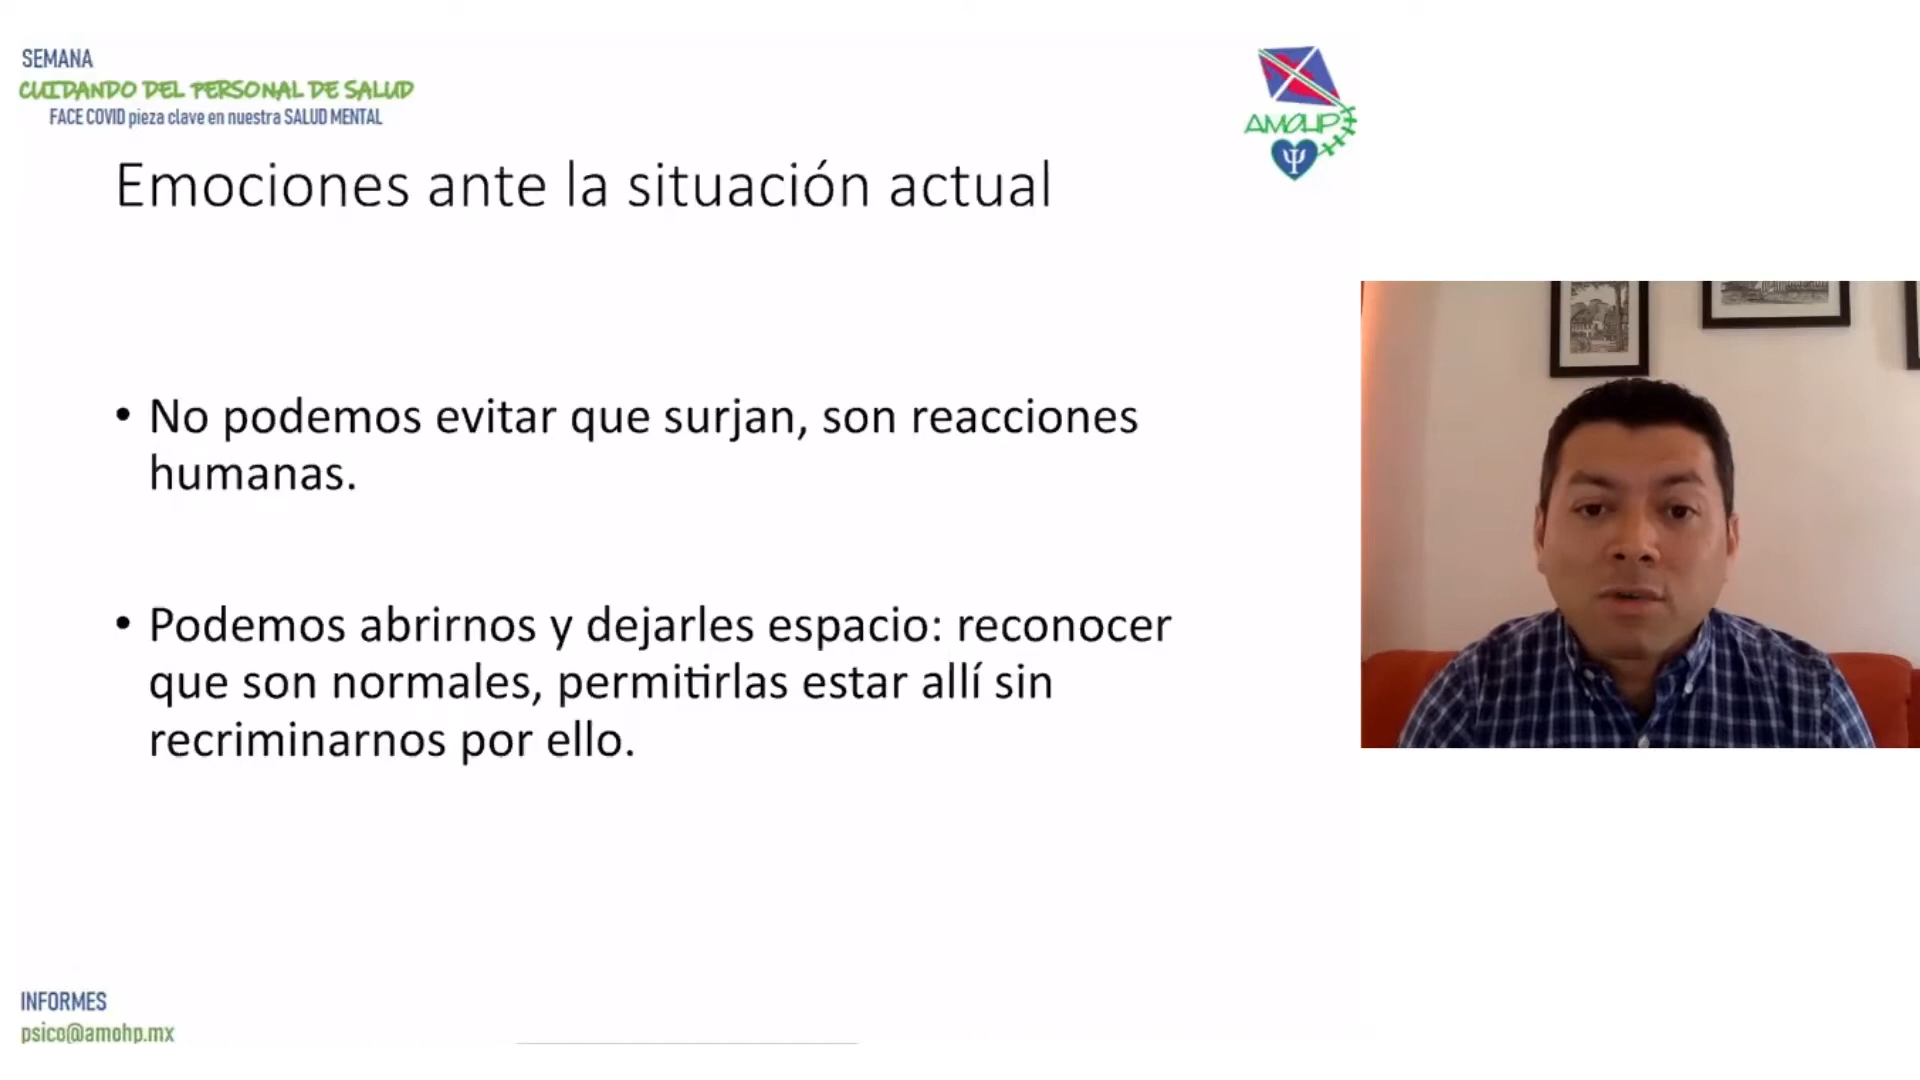 SEMANA
CUIDANDO DEL PERSONAL DE SALUD
FACE COVID pieza clave en nuestra SALUD MENTAL
AMOHP
Ψ
Emociones ante la situación actual
• No podemos evitar que surjan, son reacciones
humanas.
• Podemos abrirnos y dejarles espacio: reconocer
que son normales, permitirlas estar allí sin
recriminarnos por ello.
INFORMES
psico@amohp.mx